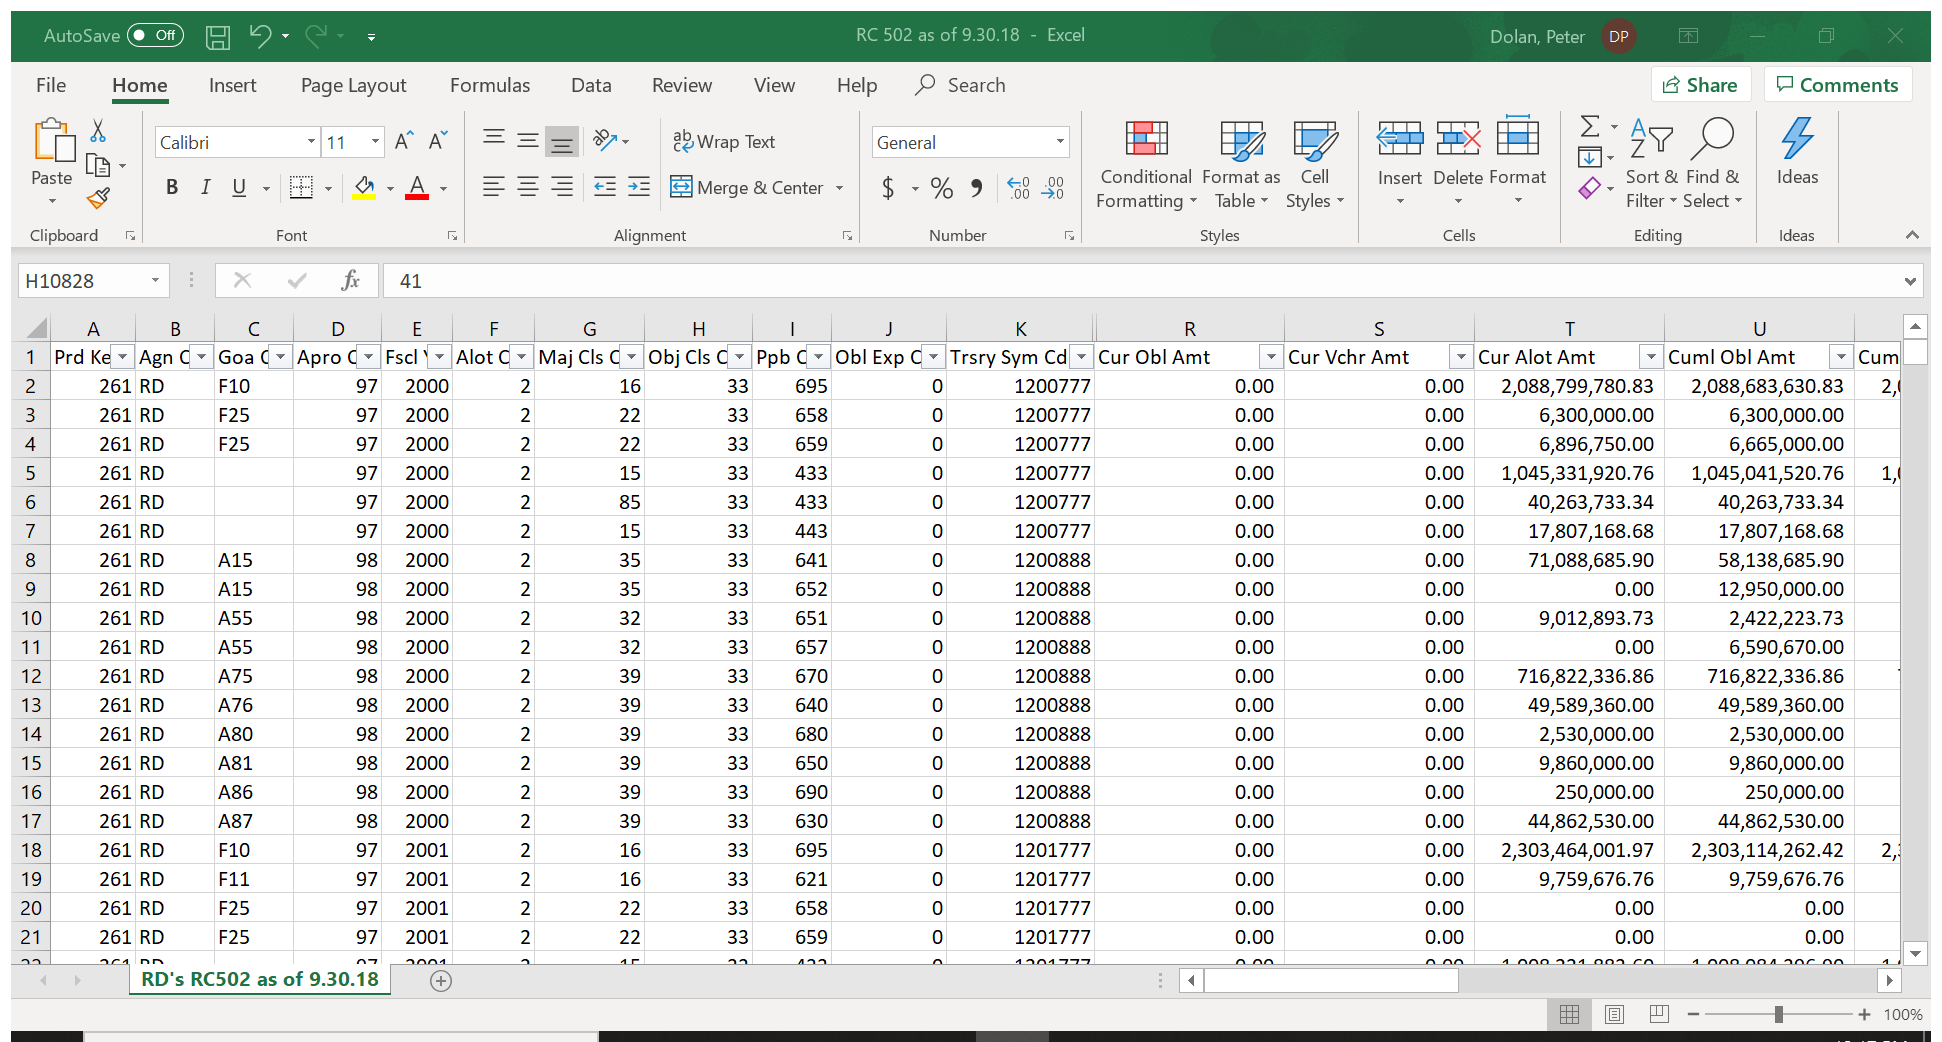 AutoSave Off RC 502 as of 9.30.18 - Excel Dolan, Peter DP
File Home Insert Page Layout Formulas Data Review View Help Search Share Comments
Paste Calibri 11 Wrap Text General Conditional Formatting Format as Table Cell Styles Insert Delete Format Sort & Filter Find & Select Ideas
B I U A Merge & Center $ % 9
Clipboard Font Alignment Number Styles Cells Editing Ideas
H10828 fx 41
A B C D E F G H I J K R S T U
1 Prd Ke Agn C Goa C Apro C Fscl Alot C Maj Cls C Obj Cls C Ppb C Obl Exp C Trsry Sym Cd Cur Obl Amt Cur Vchr Amt Cur Alot Amt Cuml Obl Amt Cum
2 261 RD F10 97 2000 2 16 33 695 0 1200777 0.00 0.00 2,088,799,780.83 2,088,683,630.83
3 261 RD F25 97 2000 2 22 33 658 0 1200777 0.00 0.00 6,300,000.00 6,300,000.00
4 261 RD F25 97 2000 2 22 33 659 0 1200777 0.00 0.00 6,896,750.00 6,665,000.00
5 261 RD 97 2000 2 15 33 433 0 1200777 0.00 0.00 1,045,331,920.76 1,045,041,520.76
6 261 RD 97 2000 2 85 33 433 0 1200777 0.00 0.00 40,263,733.34 40,263,733.34
7 261 RD 97 2000 2 15 33 443 0 1200777 0.00 0.00 17,807,168.68 17,807,168.68
8 261 RD A15 98 2000 2 35 33 641 0 1200888 0.00 0.00 71,088,685.90 58,138,685.90
9 261 RD A15 98 2000 2 35 33 652 0 1200888 0.00 0.00 0.00 12,950,000.00
10 261 RD A55 98 2000 2 32 33 651 0 1200888 0.00 0.00 9,012,893.73 2,422,223.73
11 261 RD A55 98 2000 2 32 33 657 0 1200888 0.00 0.00 0.00 6,590,670.00
12 261 RD A75 98 2000 2 39 33 670 0 1200888 0.00 0.00 716,822,336.86 716,822,336.86
13 261 RD A76 98 2000 2 39 33 640 0 1200888 0.00 0.00 49,589,360.00 49,589,360.00
14 261 RD A80 98 2000 2 39 33 680 0 1200888 0.00 0.00 2,530,000.00 2,530,000.00
15 261 RD A81 98 2000 2 39 33 650 0 1200888 0.00 0.00 9,860,000.00 9,860,000.00
16 261 RD A86 98 2000 2 39 33 690 0 1200888 0.00 0.00 250,000.00 250,000.00
17 261 RD A87 98 2000 2 39 33 630 0 1200888 0.00 0.00 44,862,530.00 44,862,530.00
18 261 RD F10 97 2001 2 16 33 695 0 1201777 0.00 0.00 2,303,464,001.97 2,303,114,262.42
19 261 RD F11 97 2001 2 16 33 621 0 1201777 0.00 0.00 9,759,676.76 9,759,676.76
20 261 RD F25 97 2001 2 22 33 658 0 1201777 0.00 0.00 0.00 0.00
21 261 RD F25 97 2001 2 22 33 659 0 1201777 0.00 0.00 0.00 0.00
RD's RC502 as of 9.30.18
100%